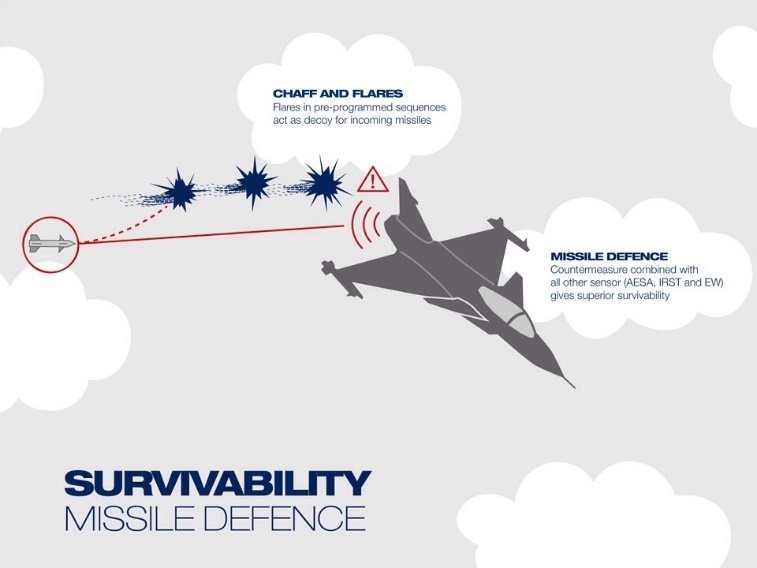 CHAFF AND FLARES
Flares in pre-programmed sequences
act as decoy for incoming missiles
!
MISSILE DEFENCE
Countermeasure combined with
all other sensor (AESA, IRST and EW)
gives superior survivability
SURVIVABILITY
MISSILE DEFENCE